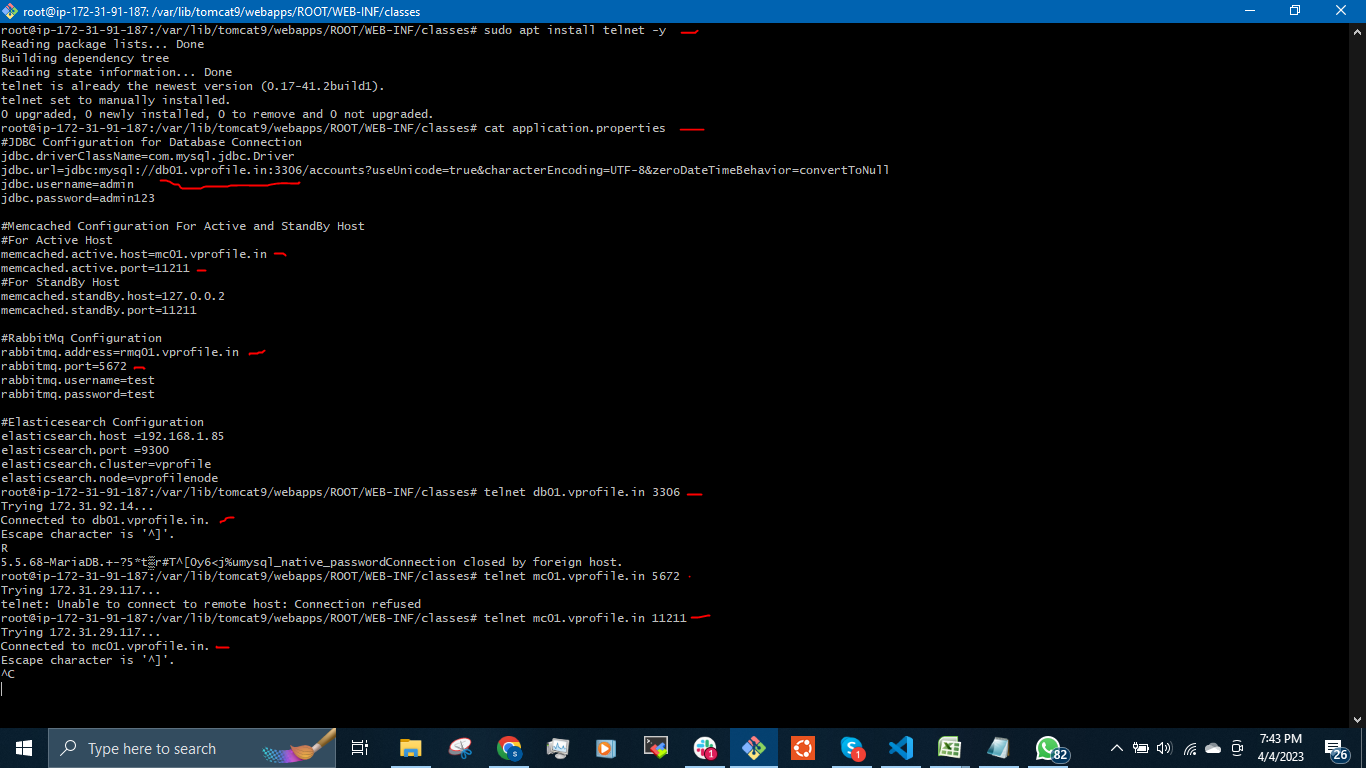 root@ip-172-31-91-187: /var/lib/tomcat9/webapps/ROOT/WEB-INF/classes
root@ip-172-31-91-187:/var/lib/tomcat9/webapps/ROOT/WEB-INF/classes# sudo apt install telnet -y
Reading package lists... Done
Building dependency tree
Reading state information... Done
telnet is already the newest version (0.17-41.2build1).
telnet set to manually installed.
0 upgraded, 0 newly installed, 0 to remove and 0 not upgraded.
root@ip-172-31-91-187:/var/lib/tomcat9/webapps/ROOT/WEB-INF/classes# cat application.properties
#JDBC Configuration for Database Connection
jdbc.driverClassName=com.mysql.jdbc.Driver
jdbc.url=jdbc:mysql://db01.vprofile.in:3306/accounts?useUnicode=true&characterEncoding=UTF-8&zeroDateTimeBehavior=convertToNull
jdbc.username=admin
jdbc.password=admin123
#Memcached Configuration For Active and StandBy Host
#For Active Host
memcached.active.host=mc01.vprofile.in
memcached.active.port=11211
#For StandBy Host
memcached.standBy.host=127.0.0.2
memcached.standBy.port=11211
#RabbitMq Configuration
rabbitmq.address=rmq01.vprofile.in
rabbitmq.port=5672
rabbitmq.username=test
rabbitmq.password=test
#Elasticesearch Configuration
elasticsearch.host =192.168.1.85
elasticsearch.port =9300
elasticsearch.cluster=vprofile
elasticsearch.node=vprofilenode
root@ip-172-31-91-187:/var/lib/tomcat9/webapps/ROOT/WEB-INF/classes# telnet db01.vprofile.in 3306
Trying 172.31.92.14...
Connected to db01.vprofile.in.
Escape character is '^]'.
R
5.5.68-MariaDB.+-?5*t▒r#T^[Oy6<j%umysql_native_passwordConnection closed by foreign host.
root@ip-172-31-91-187:/var/lib/tomcat9/webapps/ROOT/WEB-INF/classes# telnet mc01.vprofile.in 5672
Trying 172.31.29.117...
telnet: Unable to connect to remote host: Connection refused
root@ip-172-31-91-187:/var/lib/tomcat9/webapps/ROOT/WEB-INF/classes# telnet mc01.vprofile.in 11211
Trying 172.31.29.117...
Connected to mc01.vprofile.in.
Escape character is '^]'.
^C
Type here to search
1
S
1
82
7:43 PM
4/4/2023
26